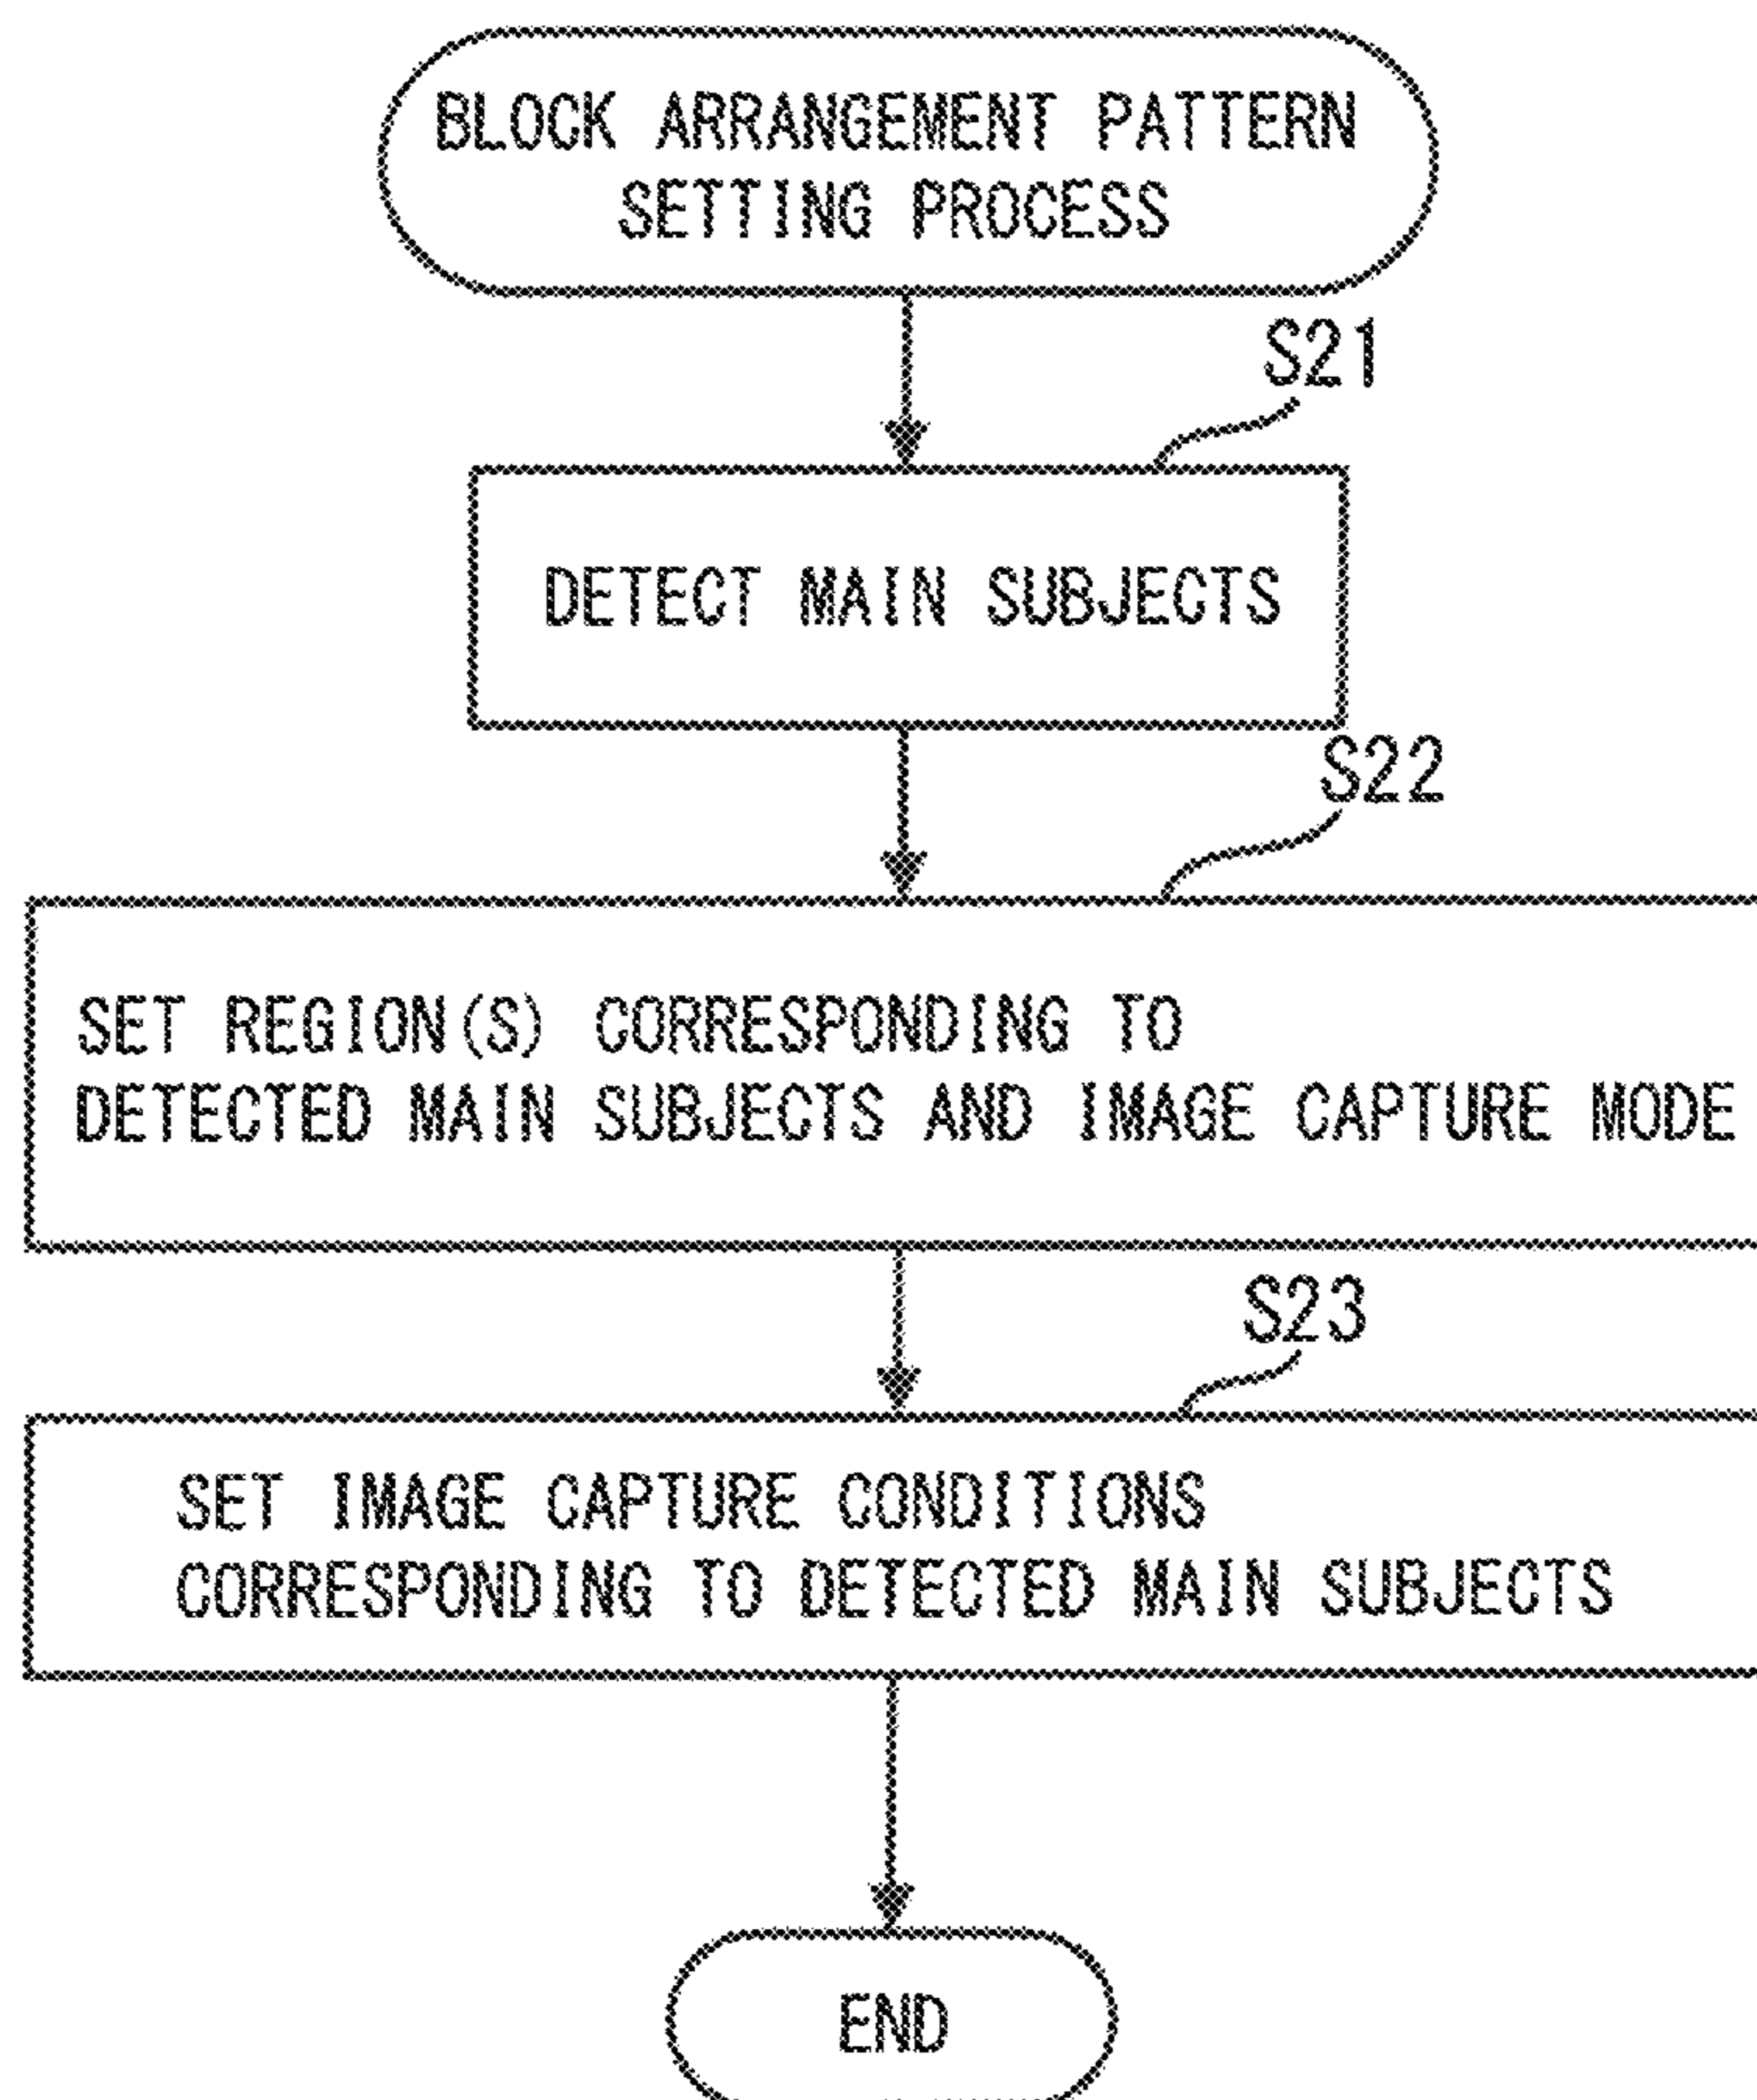 BLOCK ARRANGEMENT PATTERN
SETTING PROCESS
S21
DETECT MAIN SUBJECTS
S22
SET REGION(S) CORRESPONDING TO
DETECTED MAIN SUBJECTS AND IMAGE CAPTURE MODE
S23
SET IMAGE CAPTURE CONDITIONS
CORRESPONDING TO DETECTED MAIN SUBJECTS
END